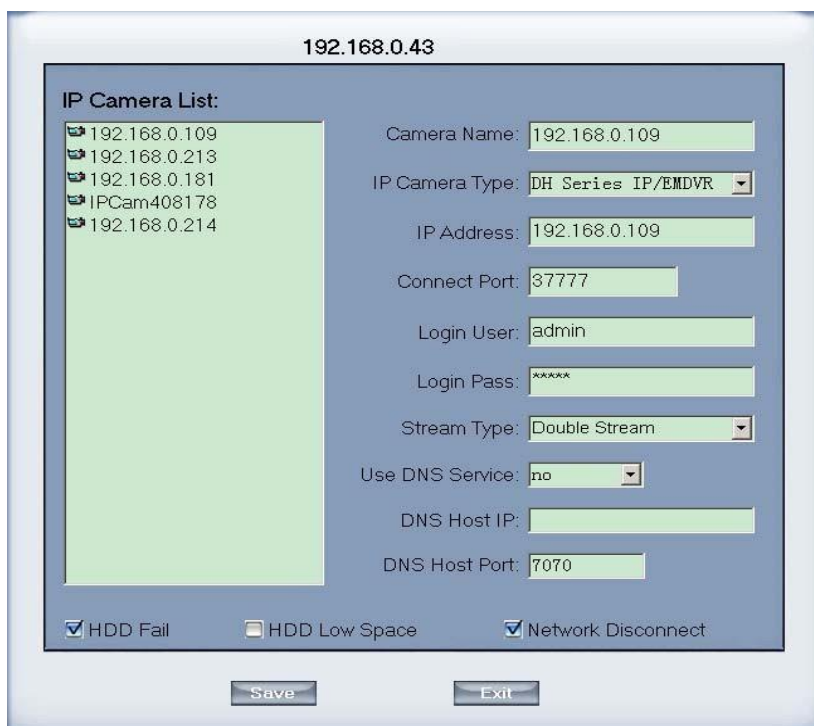 192.168.0.43
IP Camera List:
192.168.0.109
192.168.0.213
192.168.0.181
IPCam408178
192.168.0.214
Camera Name: 192.168.0.109
IP Camera Type: DH Series IP/EMDVR
IP Address: 192.168.0.109
Connect Port: 37777
Login User: admin
Login Pass: *****
Stream Type: Double Stream
Use DNS Service: no
DNS Host IP:
DNS Host Port: 7070
HDD Fail HDD Low Space Network Disconnect
Save Exit